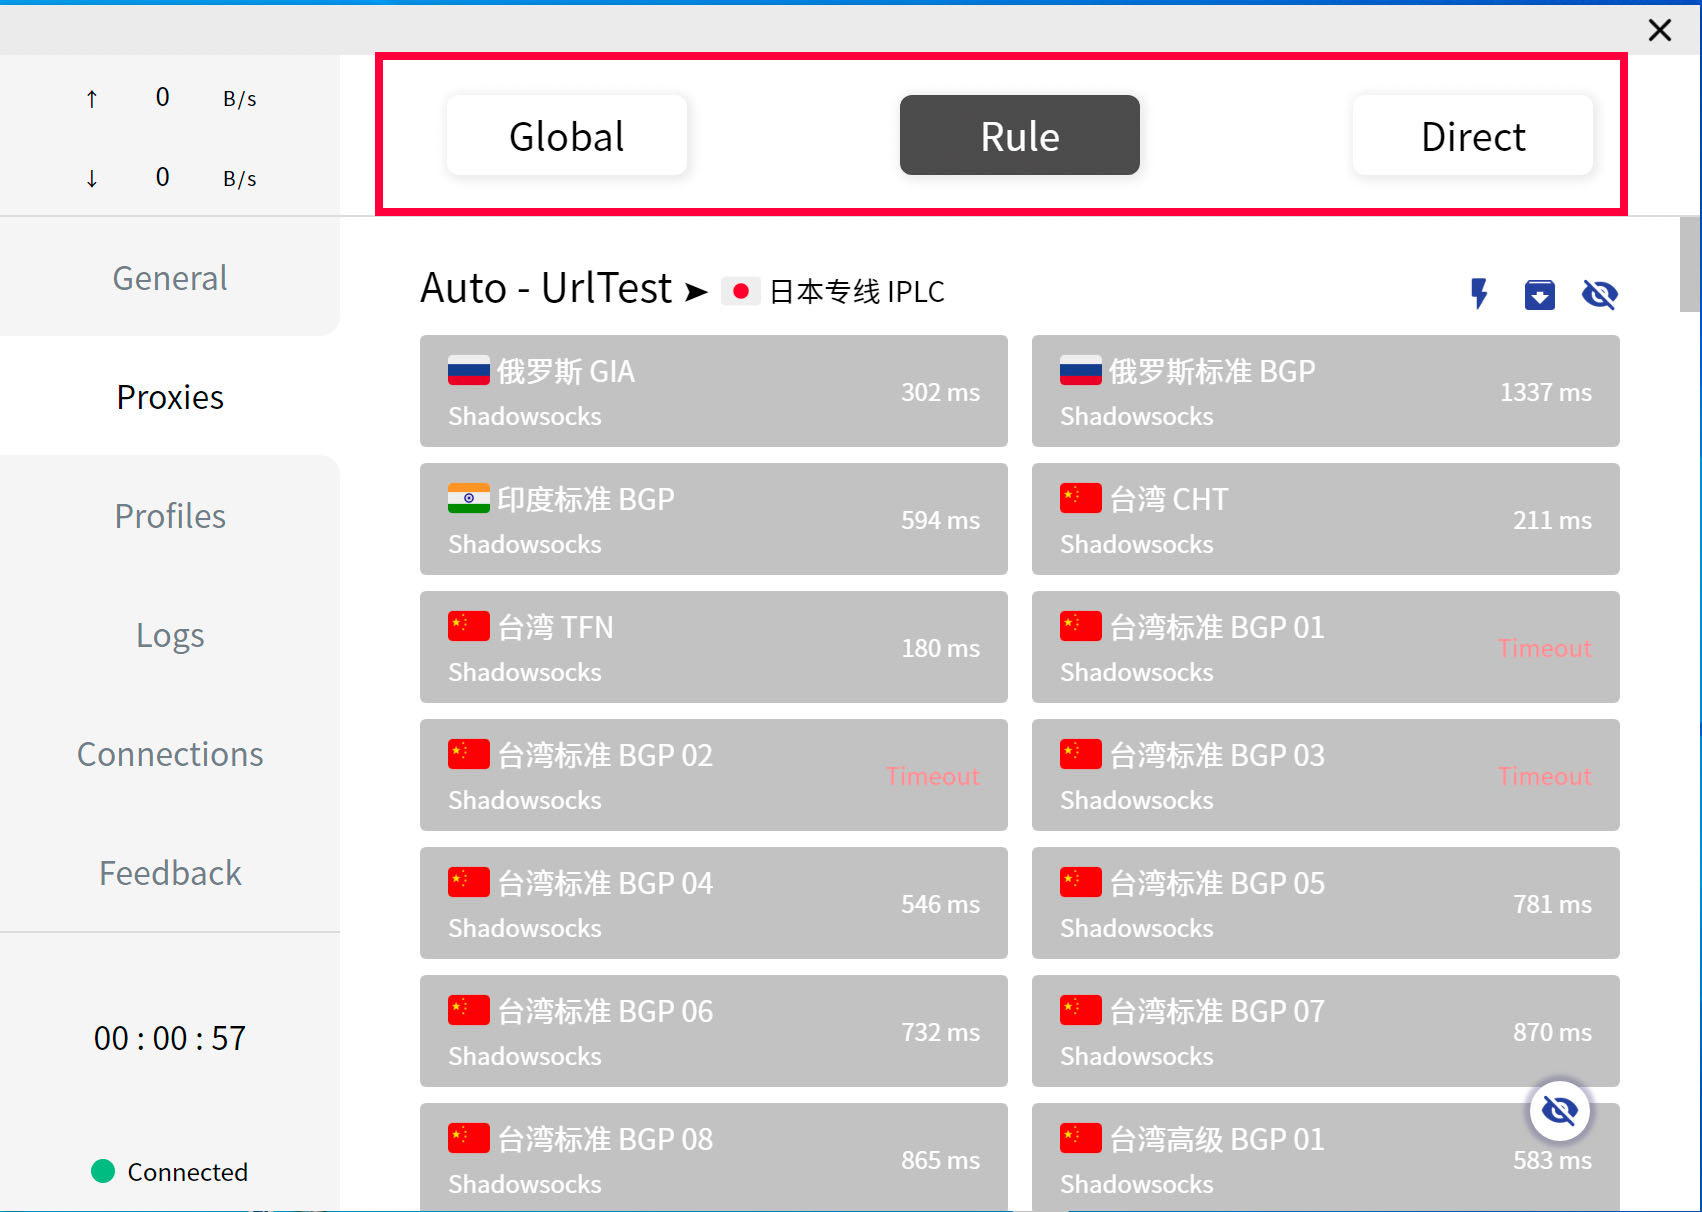 ↑ 0 B/s
↓ 0 B/s
General
Proxies
Profiles
Logs
Connections
Feedback
00 : 00 : 57
Connected
Global
Rule
Direct
Auto - UrlTest ➤ 日本专线 IPLC
俄罗斯 GIA
Shadowsocks
302 ms
俄罗斯标准 BGP
Shadowsocks
1337 ms
印度标准 BGP
Shadowsocks
594 ms
台湾 CHT
Shadowsocks
211 ms
台湾 TFN
Shadowsocks
180 ms
台湾标准 BGP 01
Shadowsocks
Timeout
台湾标准 BGP 02
Shadowsocks
Timeout
台湾标准 BGP 03
Shadowsocks
Timeout
台湾标准 BGP 04
Shadowsocks
546 ms
台湾标准 BGP 05
Shadowsocks
781 ms
台湾标准 BGP 06
Shadowsocks
732 ms
台湾标准 BGP 07
Shadowsocks
870 ms
台湾标准 BGP 08
Shadowsocks
865 ms
台湾高级 BGP 01
Shadowsocks
583 ms